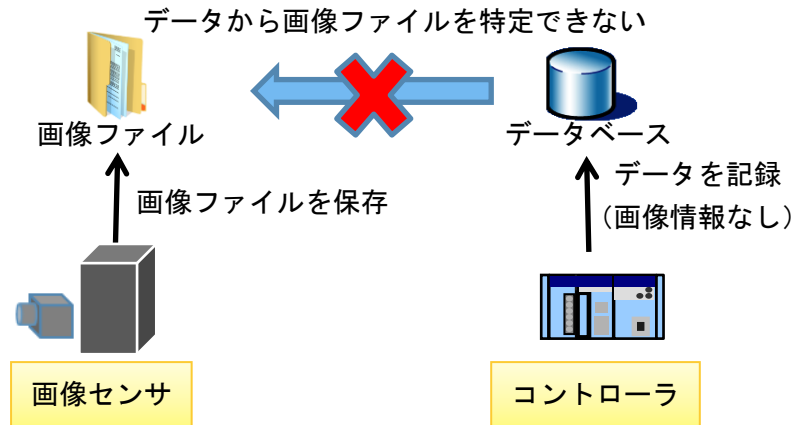 データから画像ファイルを特定できない
画像ファイル
データベース
画像ファイルを保存
データを記録
（画像情報なし）
画像センサ
コントローラ